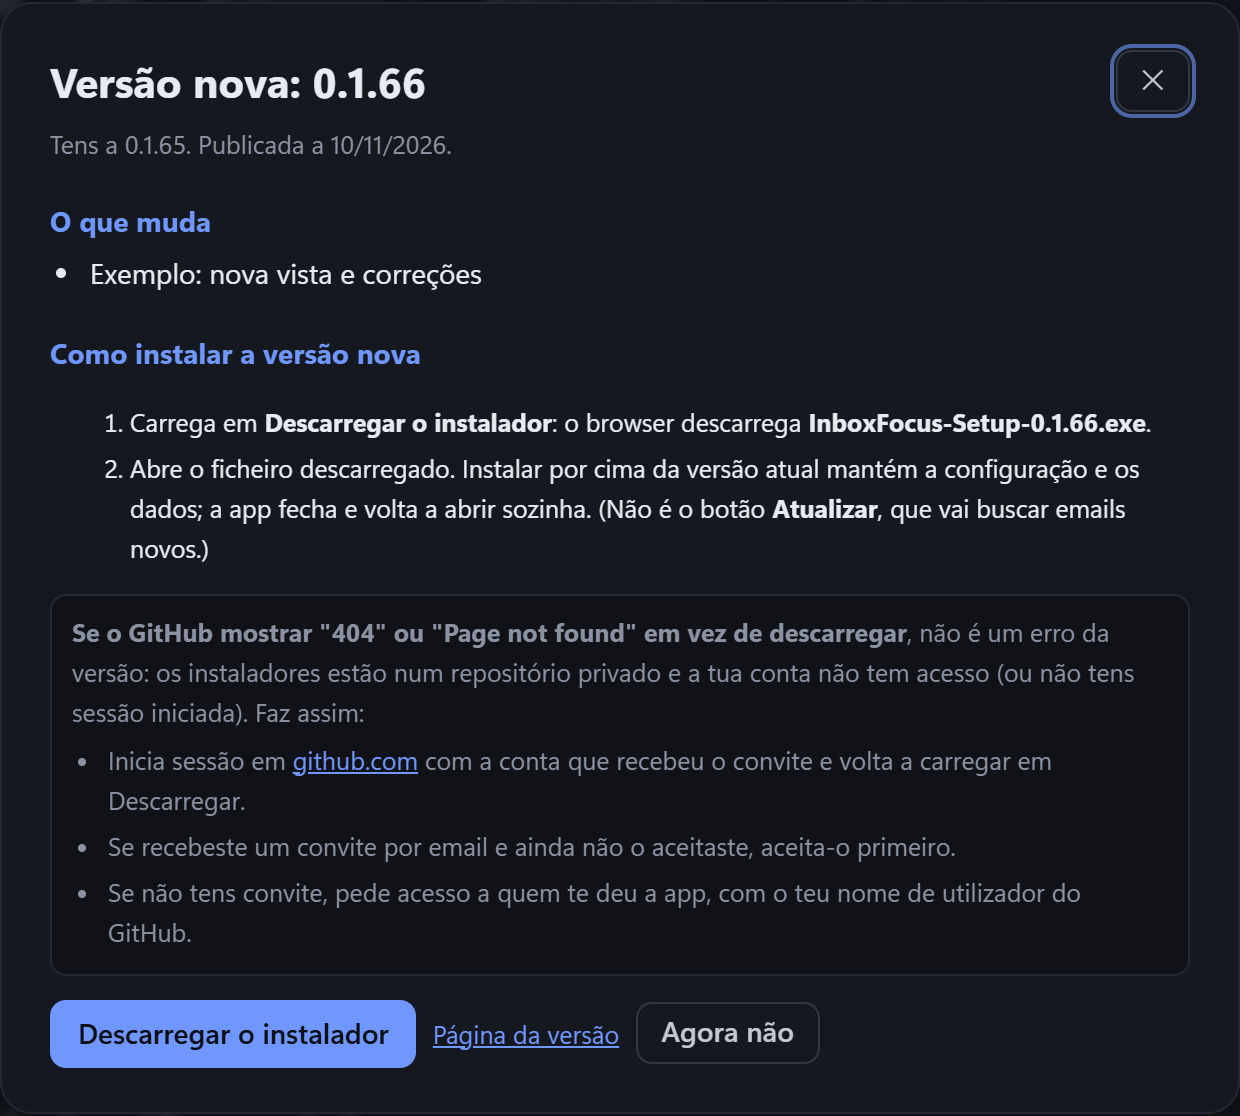 Versão nova: 0.1.66
Tens a 0.1.65. Publicada a 10/11/2026.
O que muda
• Exemplo: nova vista e correções
Como instalar a versão nova
1. Carrega em Descarregar o instalador: o browser descarrega InboxFocus-Setup-0.1.66.exe.
2. Abre o ficheiro descarregado. Instalar por cima da versão atual mantém a configuração e os
dados; a app fecha e volta a abrir sozinha. (Não é o botão Atualizar, que vai buscar emails
novos.)
Se o GitHub mostrar "404" ou "Page not found" em vez de descarregar, não é um erro da
versão: os instaladores estão num repositório privado e a tua conta não tem acesso (ou não tens
sessão iniciada). Faz assim:
• Inicia sessão em github.com com a conta que recebeu o convite e volta a carregar em
Descarregar.
• Se recebeste um convite por email e ainda não o aceitaste, aceita-o primeiro.
• Se não tens convite, pede acesso a quem te deu a app, com o teu nome de utilizador do
GitHub.
Descarregar o instalador Página da versão Agora não